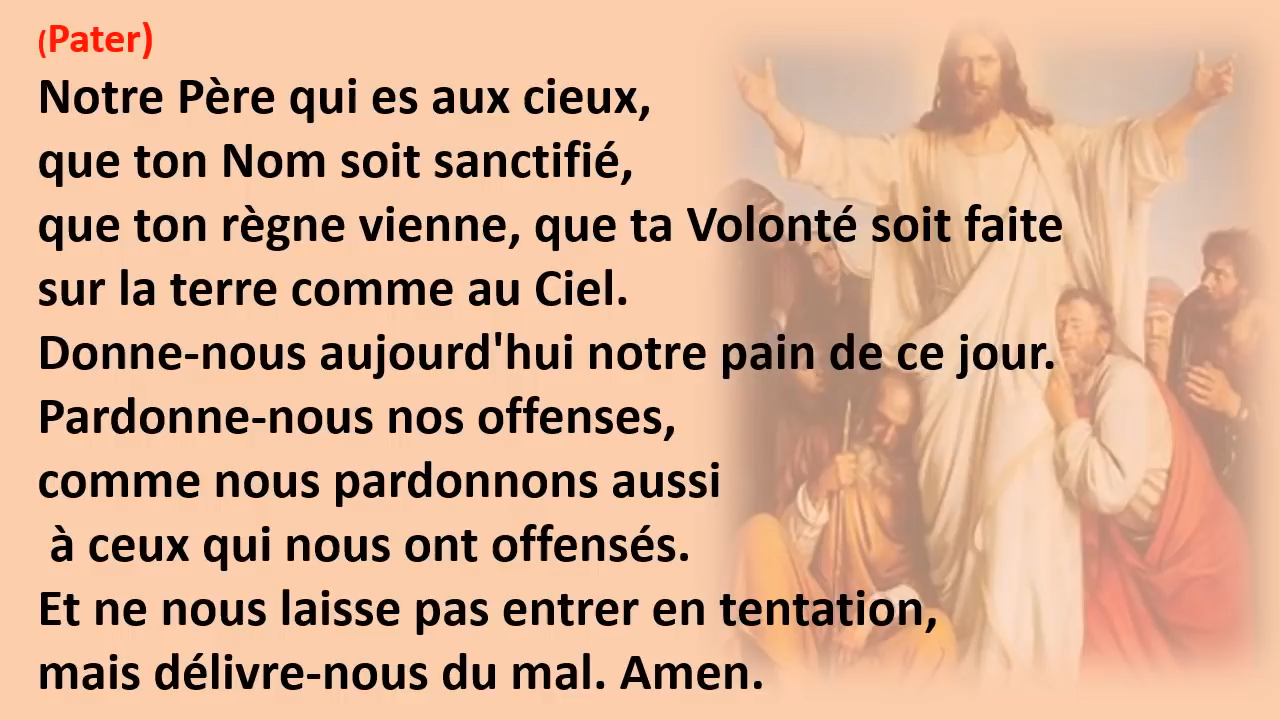 (Pater)
Notre Père qui es aux cieux,
que ton Nom soit sanctifié,
que ton règne vienne, que ta Volonté soit faite
sur la terre comme au Ciel.
Donne-nous aujourd'hui notre pain de ce jour.
Pardonne-nous nos offenses,
comme nous pardonnons aussi
à ceux qui nous ont offensés.
Et ne nous laisse pas entrer en tentation,
mais délivre-nous du mal. Amen.